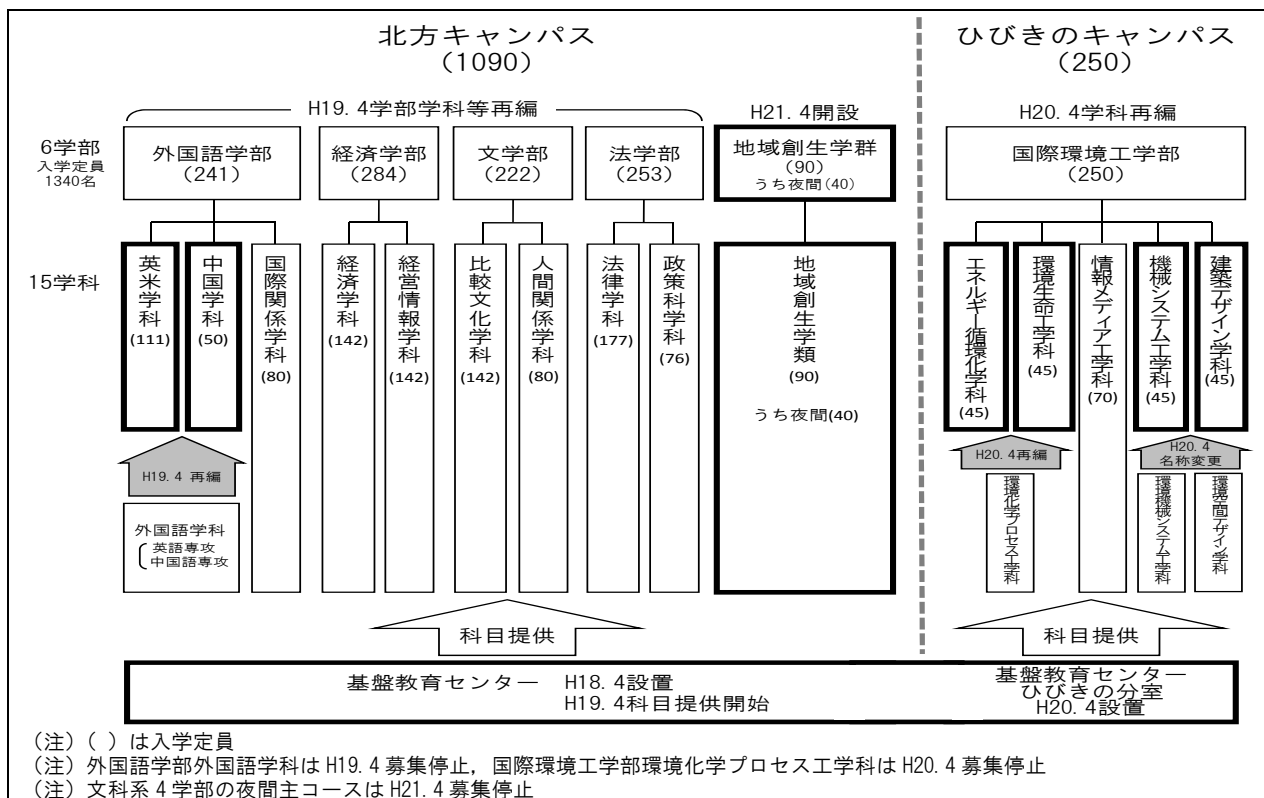 北方キャンパス
(1090)
ひびきのキャンパス
(250)
H19.4学部学科等再編
H21.4開設
H20.4学科再編
6学部
入学定員
1340名
外国語学部
(241)
経済学部
(284)
文学部
(222)
法学部
(253)
地域創生学群
(90)
うち夜間(40)
国際環境工学部
(250)
15学科
英米学科
(111)
中国学科
(50)
国際関係学科
(80)
経済学科
(142)
経営情報学科
(142)
比較文化学科
(142)
人間関係学科
(80)
法律学科
(177)
政策科学科
(76)
地域創生学類
(90)
うち夜間(40)
エネルギー循環化学科
(45)
環境生命工学科
(45)
情報メディア工学科
(70)
機械システム工学科
(45)
建築デザイン学科
(45)
H19.4 再編
H20.4再編
H20.4
名称変更
外国語学科
英語専攻
中国語専攻
環境化学プロセス工学科
環境機械システム工学科
環境空間デザイン学科
科目提供
科目提供
基盤教育センター H18.4設置
H19.4科目提供開始
基盤教育センター
ひびきの分室
H20.4設置
(注)( )は入学定員
(注)外国語学部外国語学科はH19.4募集停止，国際環境工学部環境化学プロセス工学科はH20.4募集停止
(注)文科系4学部の夜間主コースはH21.4募集停止